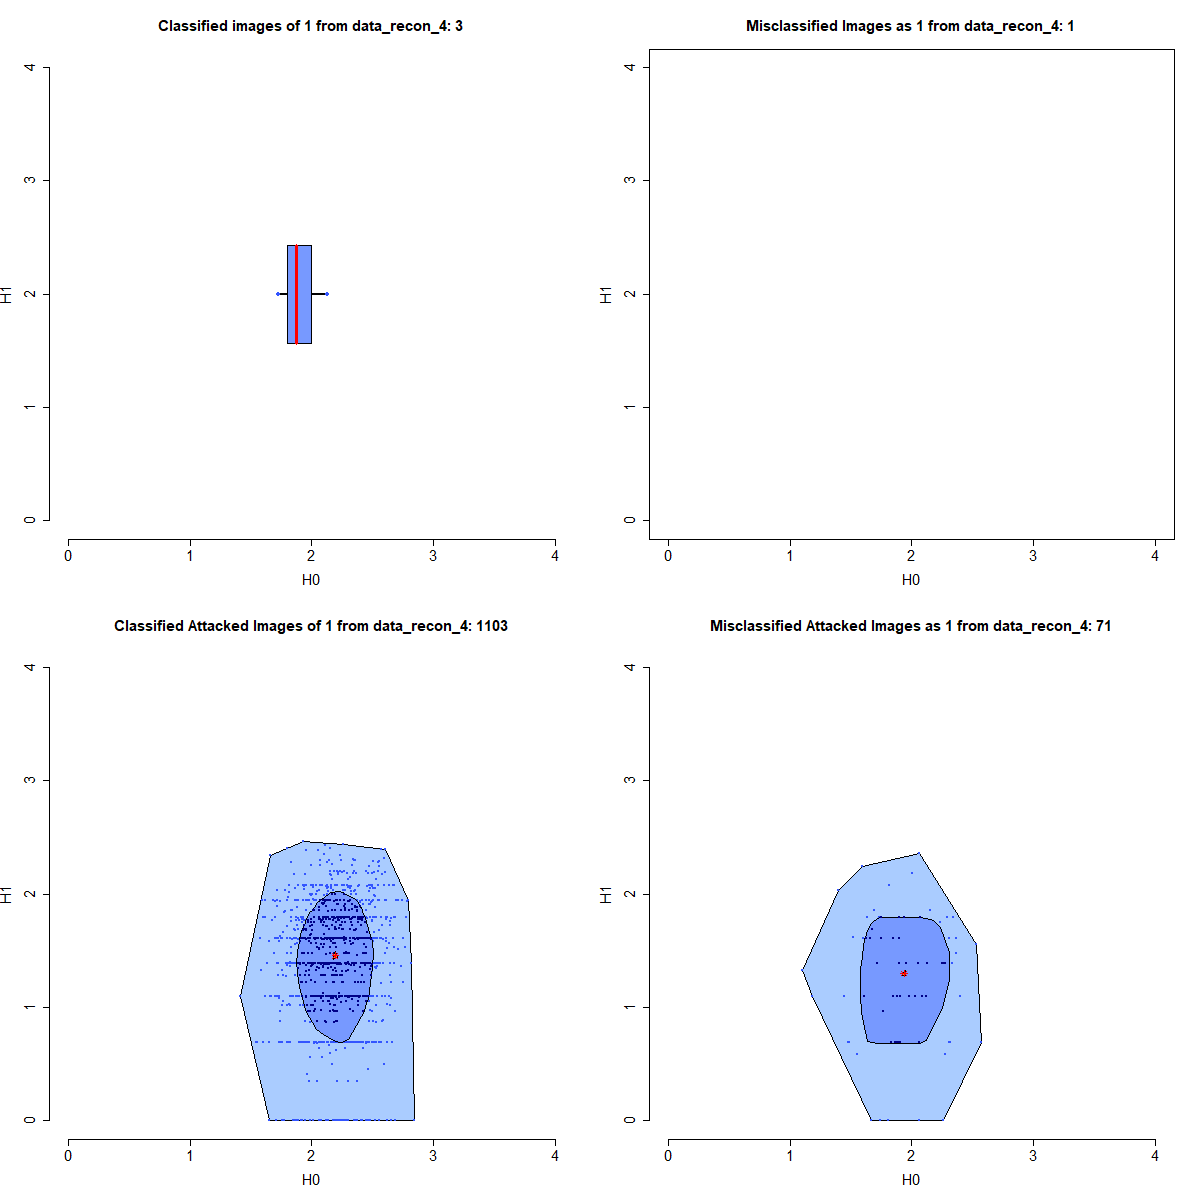 Classified images of 1 from data_recon_4: 3
H1
4
3
2
1
0
0 1 2 3 4
H0
Misclassified Images as 1 from data_recon_4: 1
H1
4
3
2
1
0
0 1 2 3 4
H0
Classified Attacked Images of 1 from data_recon_4: 1103
H1
4
3
2
1
0
0 1 2 3 4
H0
Misclassified Attacked Images as 1 from data_recon_4: 71
H1
4
3
2
1
0
0 1 2 3 4
H0